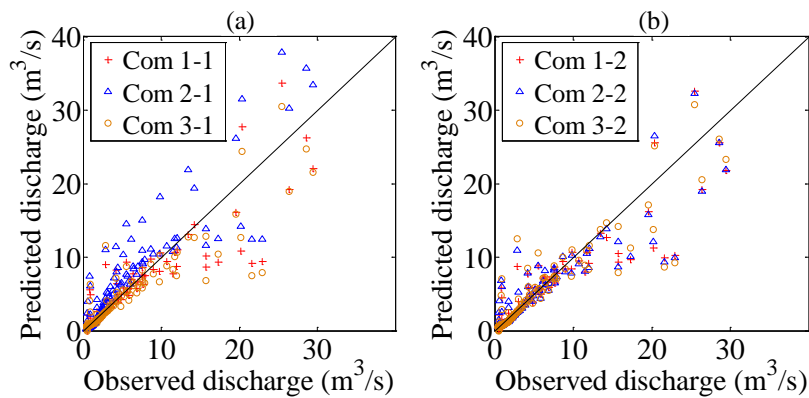 (a)
Predicted discharge (m³/s)
40
30
20
10
0
Com 1-1
Com 2-1
Com 3-1
0
10
20
30
Observed discharge (m³/s)
(b)
Predicted discharge (m³/s)
40
30
20
10
0
Com 1-2
Com 2-2
Com 3-2
0
10
20
30
Observed discharge (m³/s)